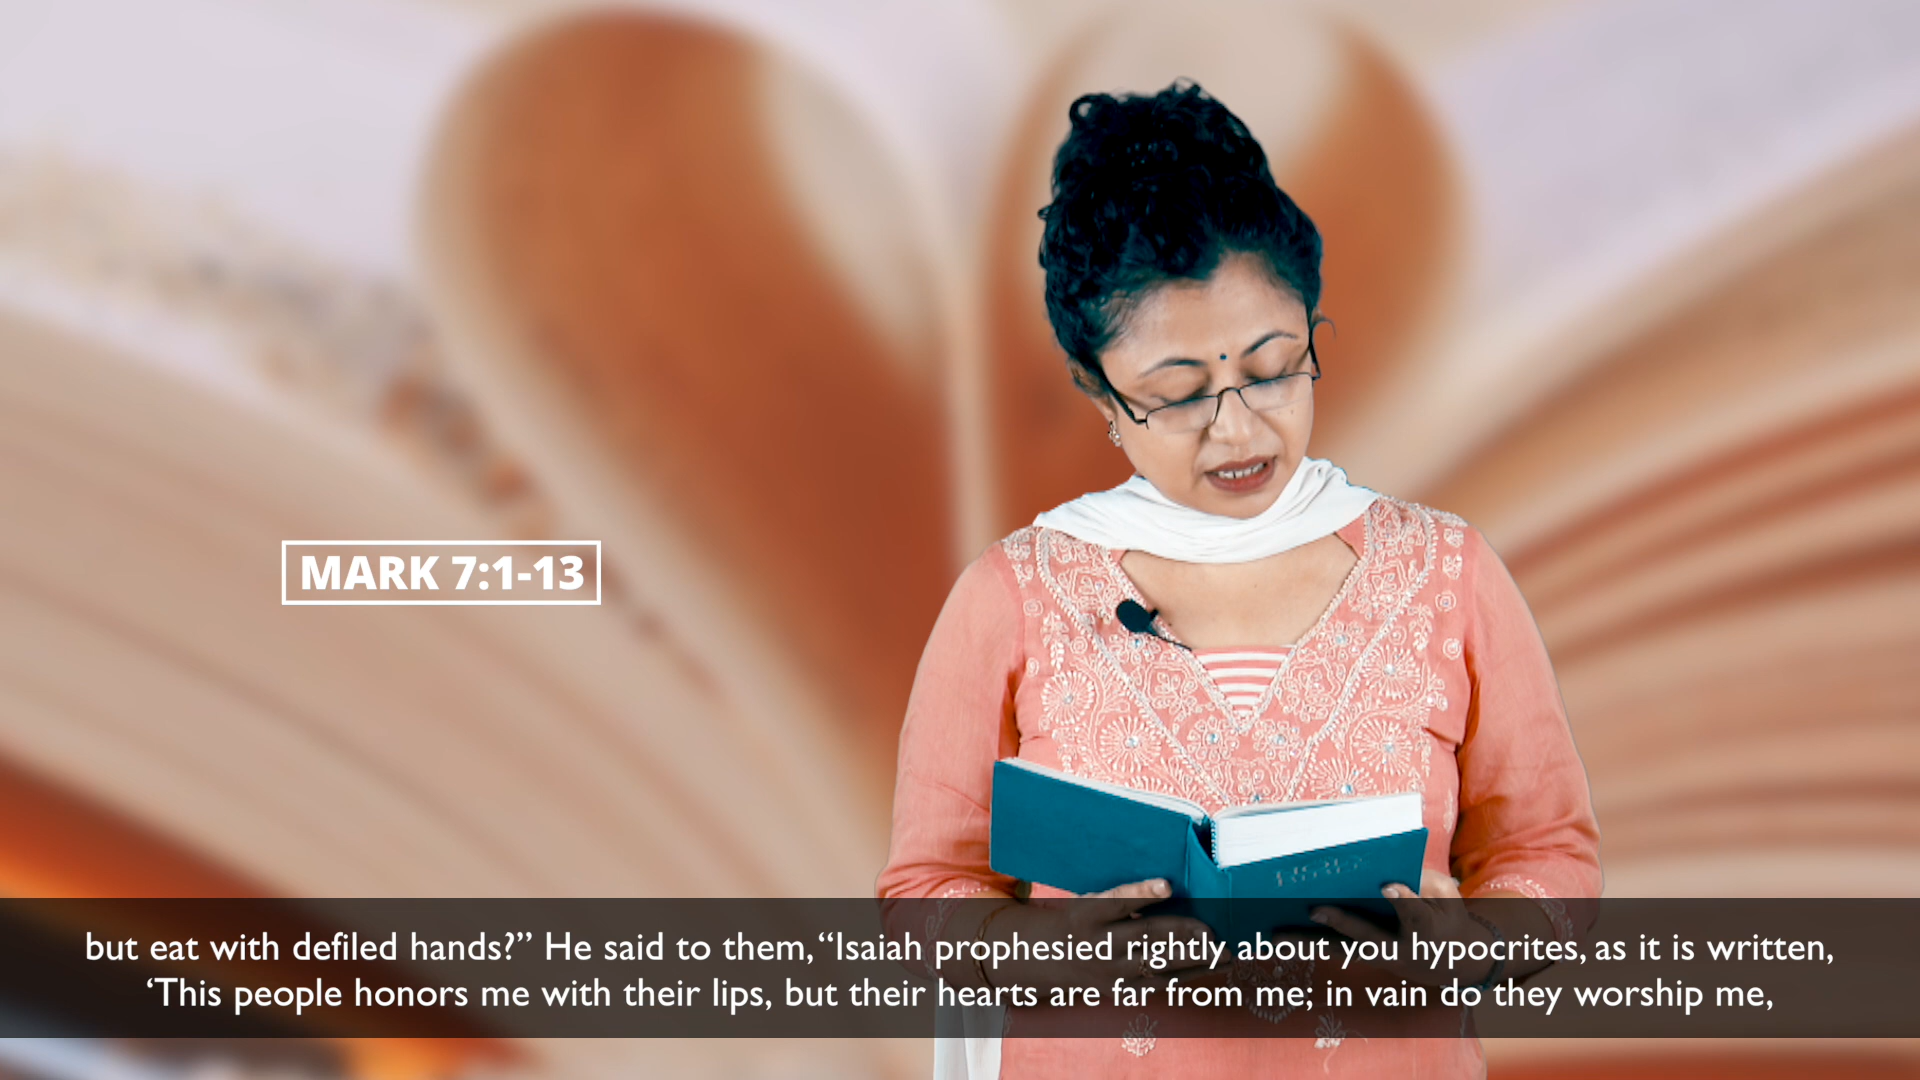 MARK 7:1-13
HOLY
BIBLE
but eat with defiled hands?” He said to them, “Isaiah prophesied rightly about you hypocrites, as it is written,
‘This people honors me with their lips, but their hearts are far from me; in vain do they worship me,